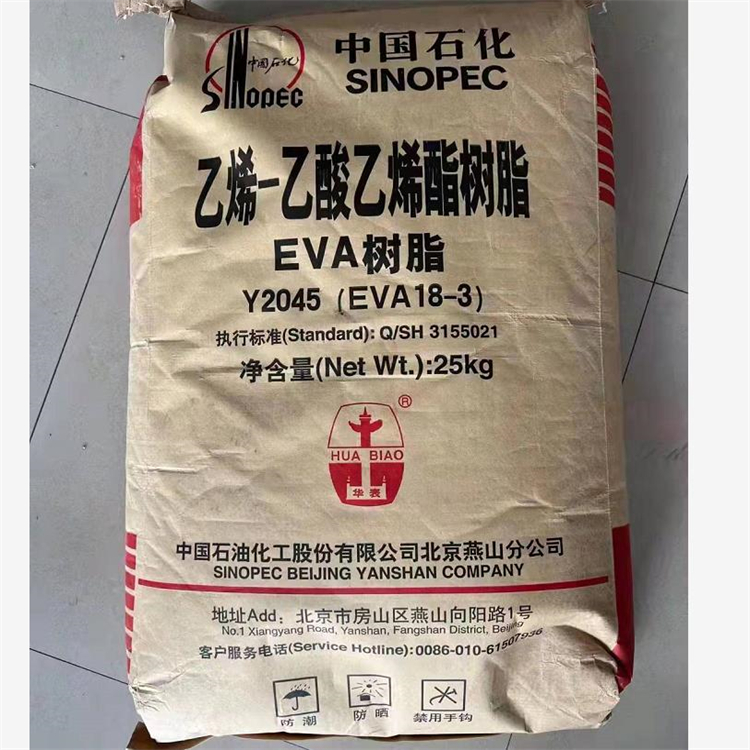 中国石化
SINOPEC
中国石化
SINOPEC
乙烯-乙酸乙烯酯树脂
EVA树脂
Y2045 (EVA18-3)
执行标准(Standard): Q/SH 3155021
净含量(Net Wt.):25kg
®
HUA BIAO
华表
中国石油化工股份有限公司北京燕山分公司
SINOPEC BEIJING YANSHAN COMPANY
地址Add: 北京市房山区燕山向阳路1号
No.1 Xiangyang Road, Yanshan, Fangshan District, Beijing
客户服务电话(Service Hotline): 0086-010-61507936
防潮 防晒 禁用手钩